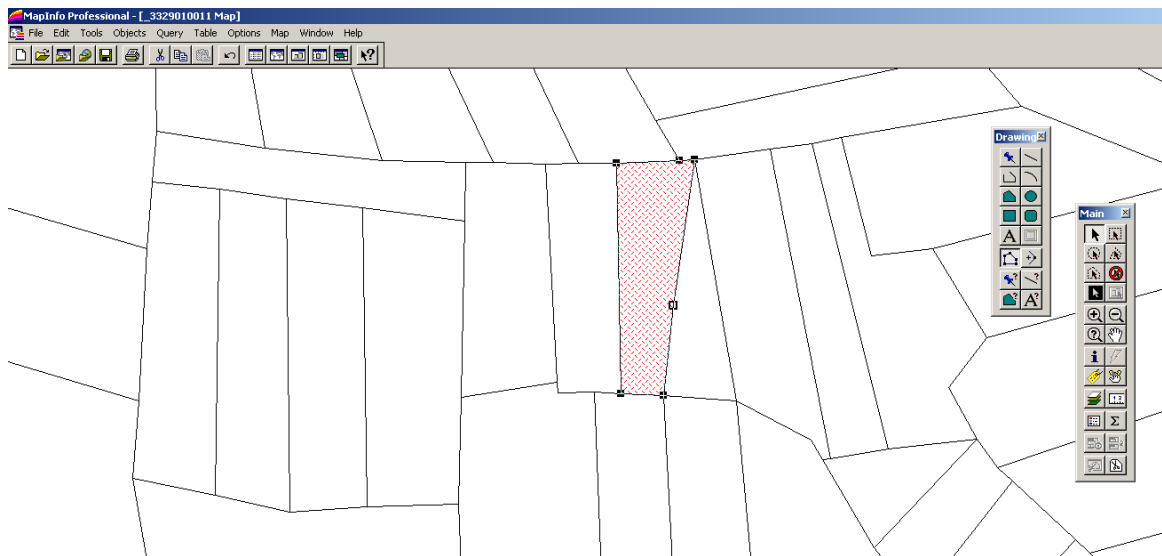 MapInfo Professional - [_3329010011 Map]
File Edit Tools Objects Query Table Options Map Window Help
Drawing
A
A
Main
i
Σ